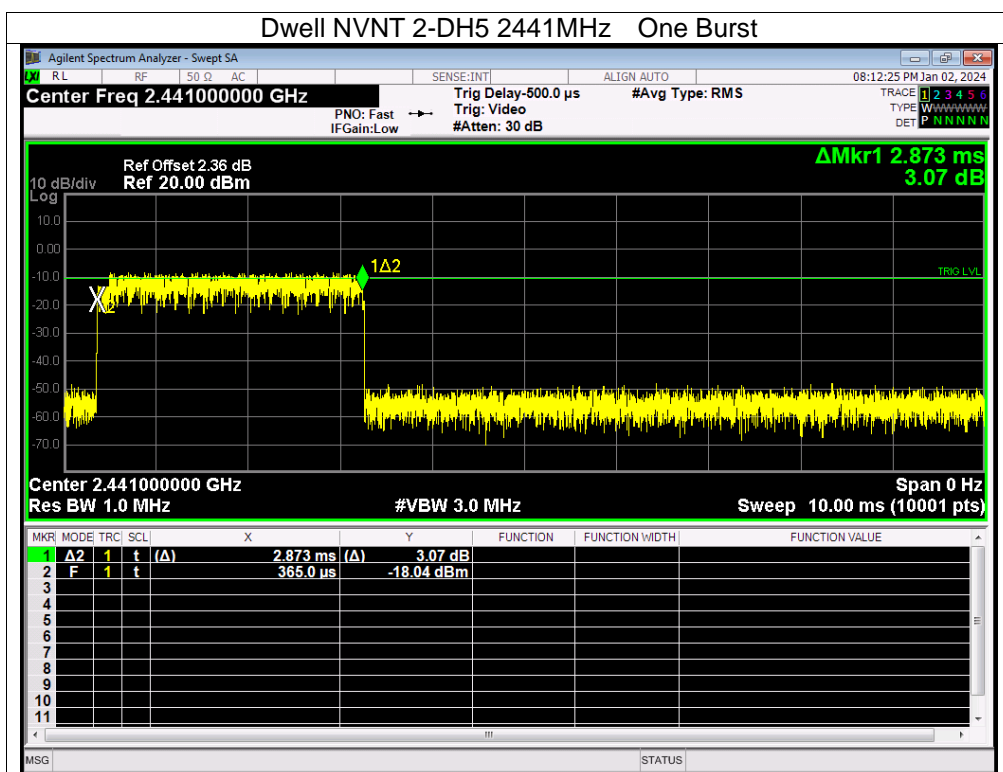 Dwell NVNT 2-DH5 2441MHz One Burst
Agilent Spectrum Analyzer - Swept SA
LXI RL RF 50 Ω AC SENSE:INT ALIGN AUTO 08:12:25 PM Jan 02, 2024
Center Freq 2.441000000 GHz Trig Delay-500.0 µs #Avg Type: RMS TRACE 1 2 3 4 5 6
PNO: Fast Trig: Video TYPE WWWWWWW
IFGain:Low #Atten: 30 dB DET P N N N N N
ΔMkr1 2.873 ms
3.07 dB
Ref Offset 2.36 dB
10 dB/div Ref 20.00 dBm
Log
10.0
0.00
-10.0
-20.0
-30.0
-40.0
-50.0
-60.0
-70.0
1Δ2
TRIG LVL
2
Center 2.441000000 GHz Span 0 Hz
Res BW 1.0 MHz #VBW 3.0 MHz Sweep 10.00 ms (10001 pts)
MKR MODE TRC SCL X Y FUNCTION FUNCTION WIDTH FUNCTION VALUE
1 Δ2 1 t (Δ) 2.873 ms (Δ) 3.07 dB
2 F 1 t 365.0 µs -18.04 dBm
3
4
5
6
7
8
9
10
11
MSG STATUS